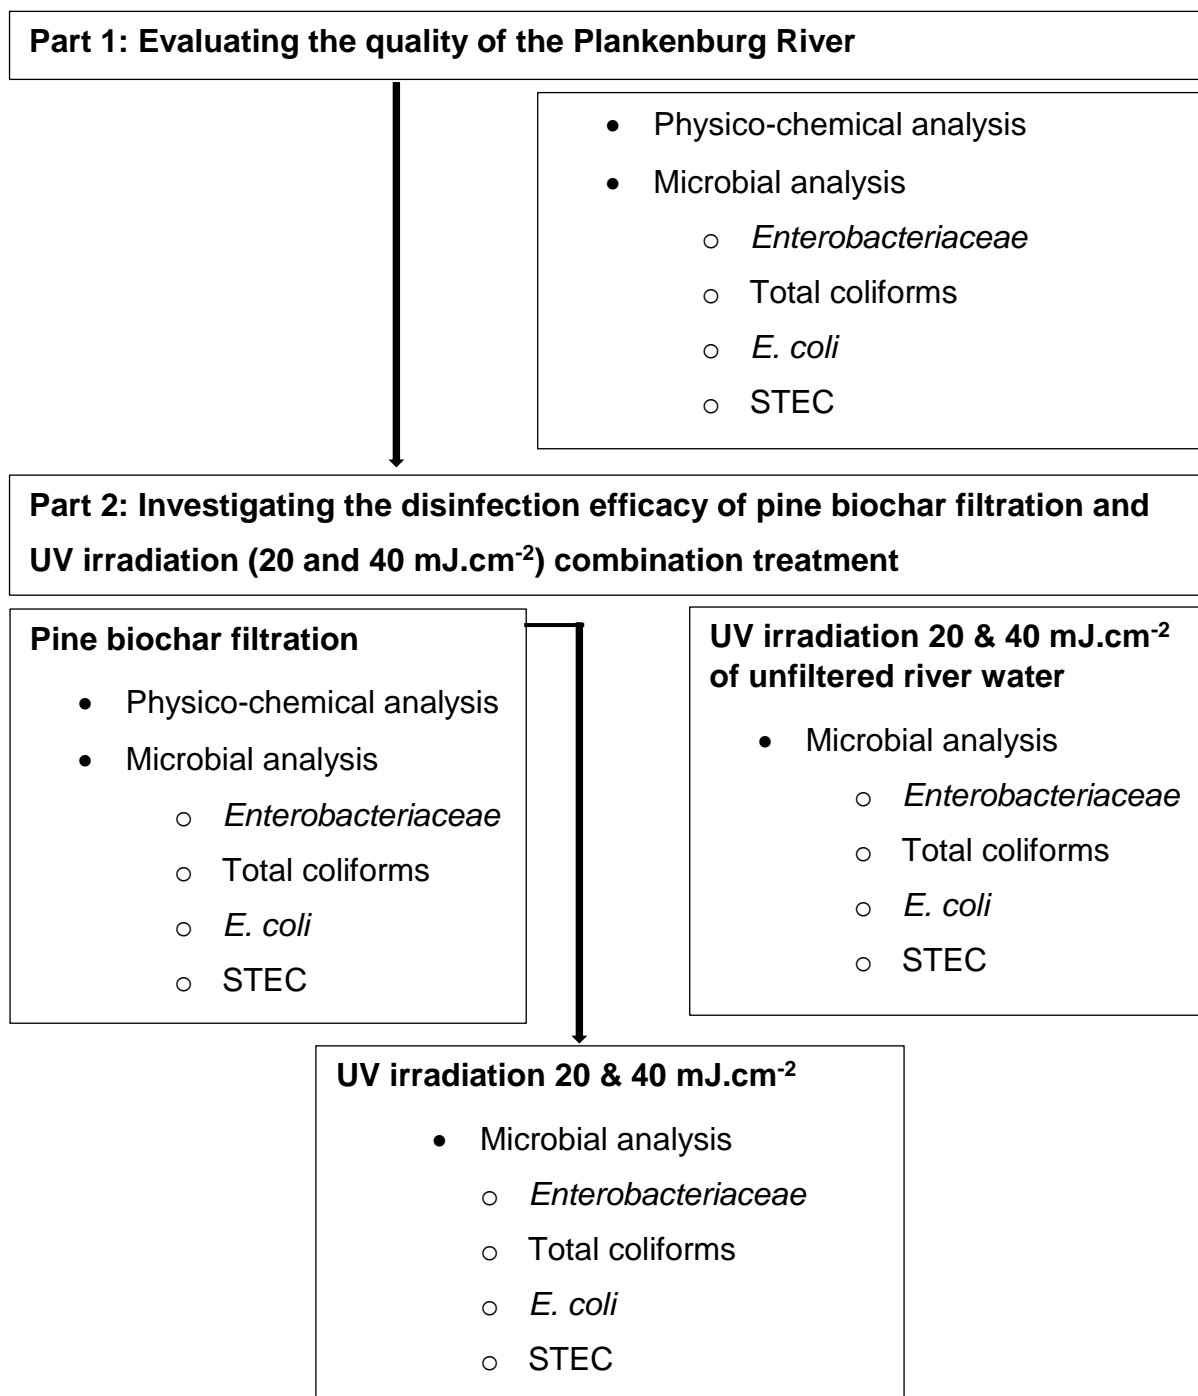 Part 1: Evaluating the quality of the Plankenburg River
• Physico-chemical analysis
• Microbial analysis
o Enterobacteriaceae
o Total coliforms
o E. coli
o STEC
Part 2: Investigating the disinfection efficacy of pine biochar filtration and
UV irradiation (20 and 40 mJ.cm⁻²) combination treatment
Pine biochar filtration
• Physico-chemical analysis
• Microbial analysis
o Enterobacteriaceae
o Total coliforms
o E. coli
o STEC
UV irradiation 20 & 40 mJ.cm⁻²
of unfiltered river water
• Microbial analysis
o Enterobacteriaceae
o Total coliforms
o E. coli
o STEC
UV irradiation 20 & 40 mJ.cm⁻²
• Microbial analysis
o Enterobacteriaceae
o Total coliforms
o E. coli
o STEC